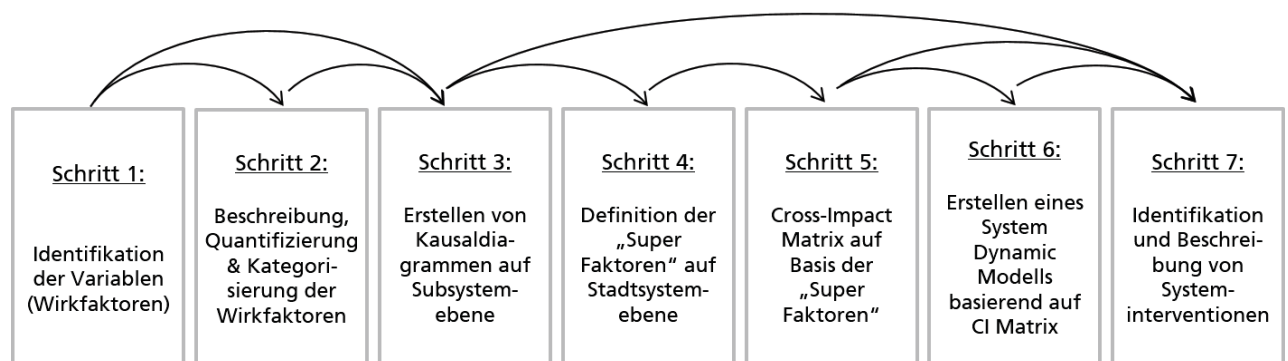 Schritt 1:
Identifikation
der Variablen
(Wirkfaktoren)
Schritt 2:
Beschreibung,
Quantifizierung
& Kategori-
sierung der
Wirkfaktoren
Schritt 3:
Erstellen von
Kausaldia-
grammen auf
Subsystem-
ebene
Schritt 4:
Definition der
„Super
Faktoren“ auf
Stadtsystem-
ebene
Schritt 5:
Cross-Impact
Matrix auf
Basis der
„Super
Faktoren“
Schritt 6:
Erstellen eines
System
Dynamic
Modells
basierend auf
CI Matrix
Schritt 7:
Identifikation
und Beschrei-
bung von
System-
interventionen